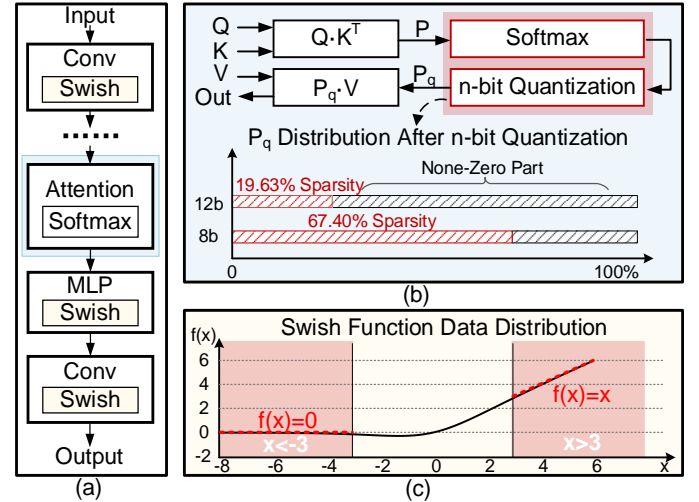 Input
Conv
Swish
......
Attention
Softmax
MLP
Swish
Conv
Swish
Output
(a)
Q
K
V
Out
Q·Kᵀ
P
Softmax
P_q·V
P_q
n-bit Quantization
P_q Distribution After n-bit Quantization
None-Zero Part
19.63% Sparsity
12b
67.40% Sparsity
8b
0
100%
(b)
f(x)
Swish Function Data Distribution
6
4
2
0
-2
f(x)=0
x<-3
f(x)=x
x>3
-8 -6 -4 -2 0 2 4 6 x
(c)